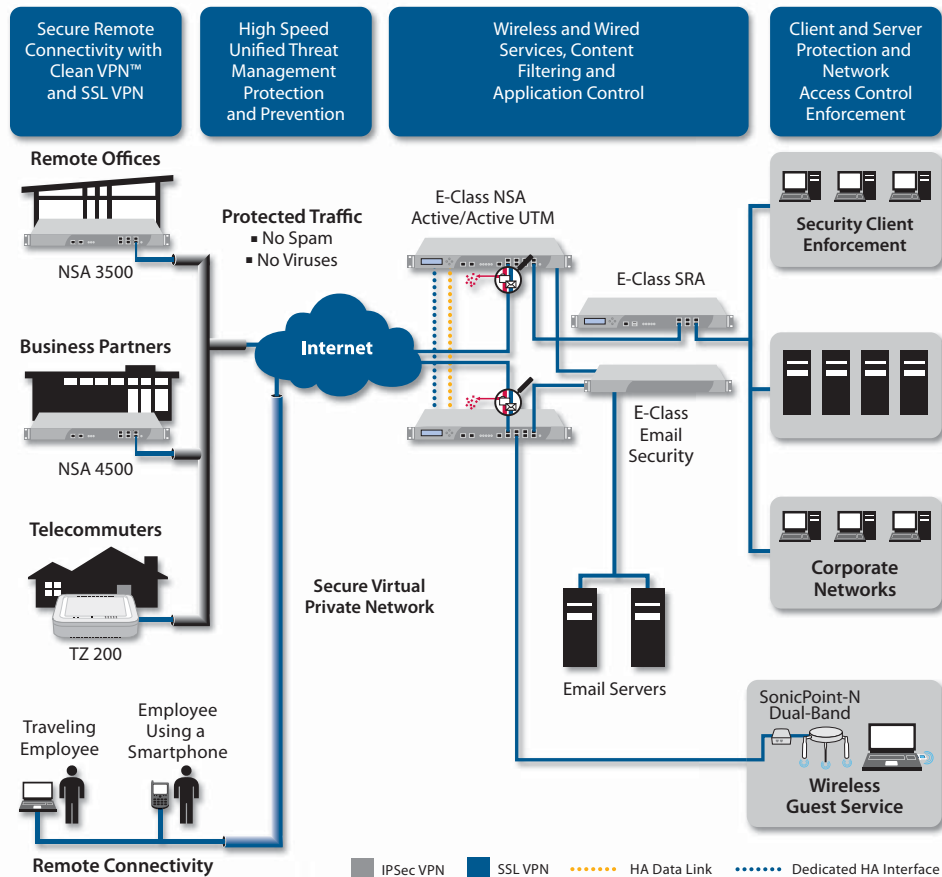 Secure Remote
Connectivity with
Clean VPN™
and SSL VPN
High Speed
Unified Threat
Management
Protection
and Prevention
Wireless and Wired
Services, Content
Filtering and
Application Control
Client and Server
Protection and
Network
Access Control
Enforcement
Remote Offices
NSA 3500
Business Partners
NSA 4500
Telecommuters
TZ 200
Traveling
Employee
Employee
Using a
Smartphone
Remote Connectivity
Protected Traffic
▪ No Spam
▪ No Viruses
Internet
Secure Virtual
Private Network
E-Class NSA
Active/Active UTM
E-Class SRA
E-Class
Email
Security
Email Servers
Security Client
Enforcement
Corporate
Networks
SonicPoint-N
Dual-Band
Wireless
Guest Service
IPSec VPN
SSL VPN
HA Data Link
Dedicated HA Interface